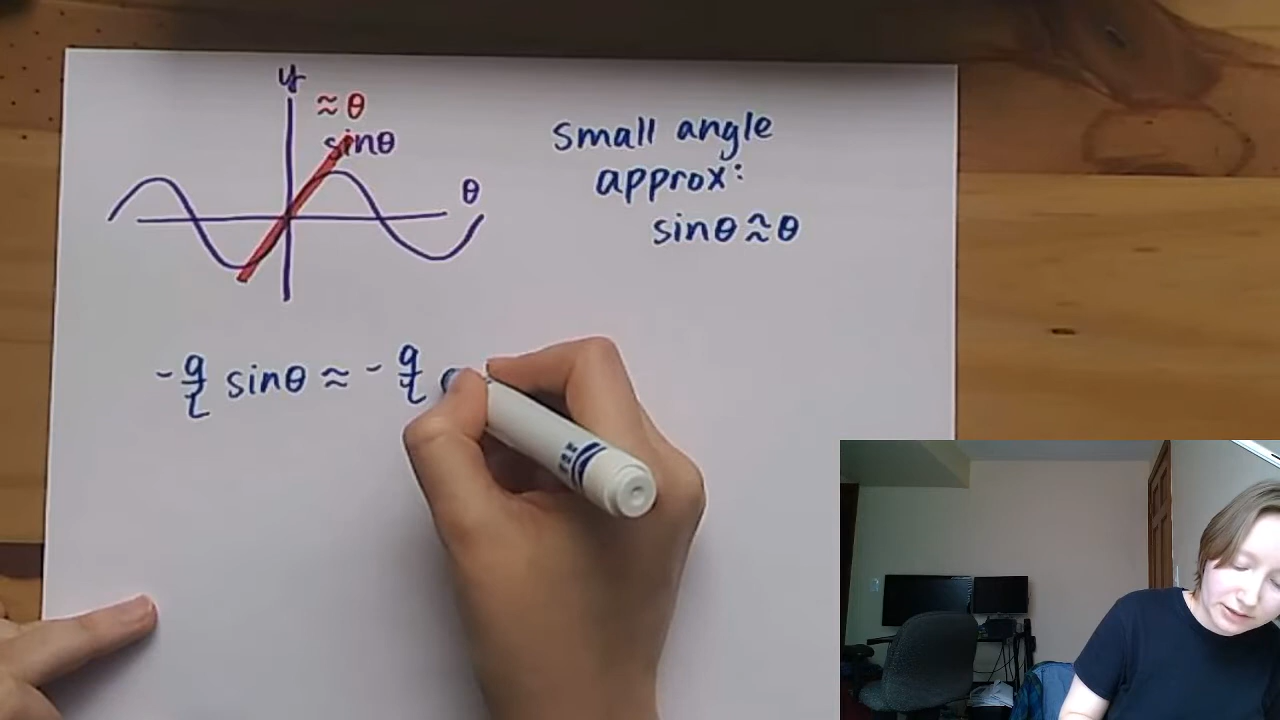 y
≈ θ
sinθ
θ
small angle
approx:
sinθ ≈ θ
-g/l sinθ ≈ -g/l